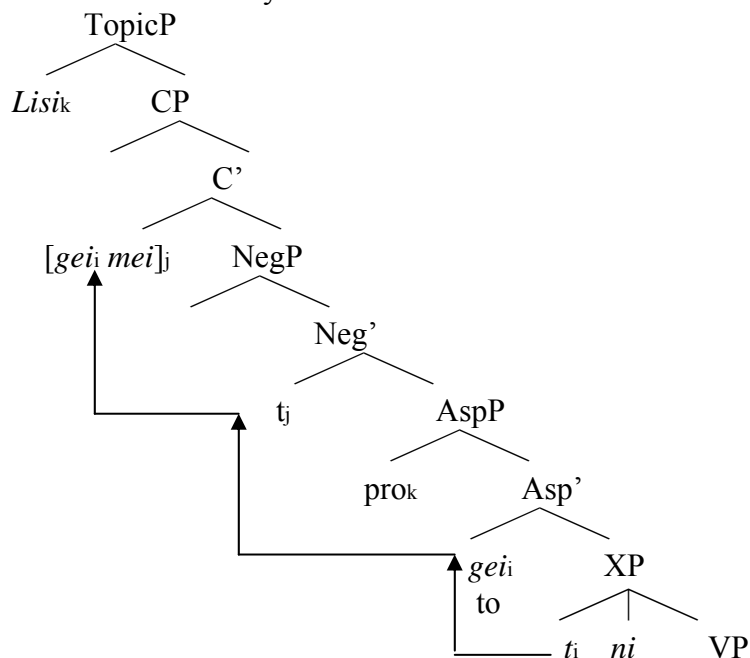 TopicP
Lisik CP
C’
[geii mei]j NegP
Neg’
tj AspP
prok Asp’
geii XP
to
ti ni VP